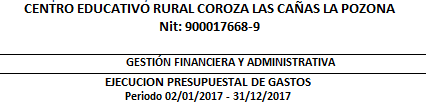 CENTRO EDUCATIVO RURAL COROZA LAS CAÑAS LA POZONA
Nit: 900017668-9
GESTIÓN FINANCIERA Y ADMINISTRATIVA
EJECUCION PRESUPUESTAL DE GASTOS
Periodo 02/01/2017 - 31/12/2017